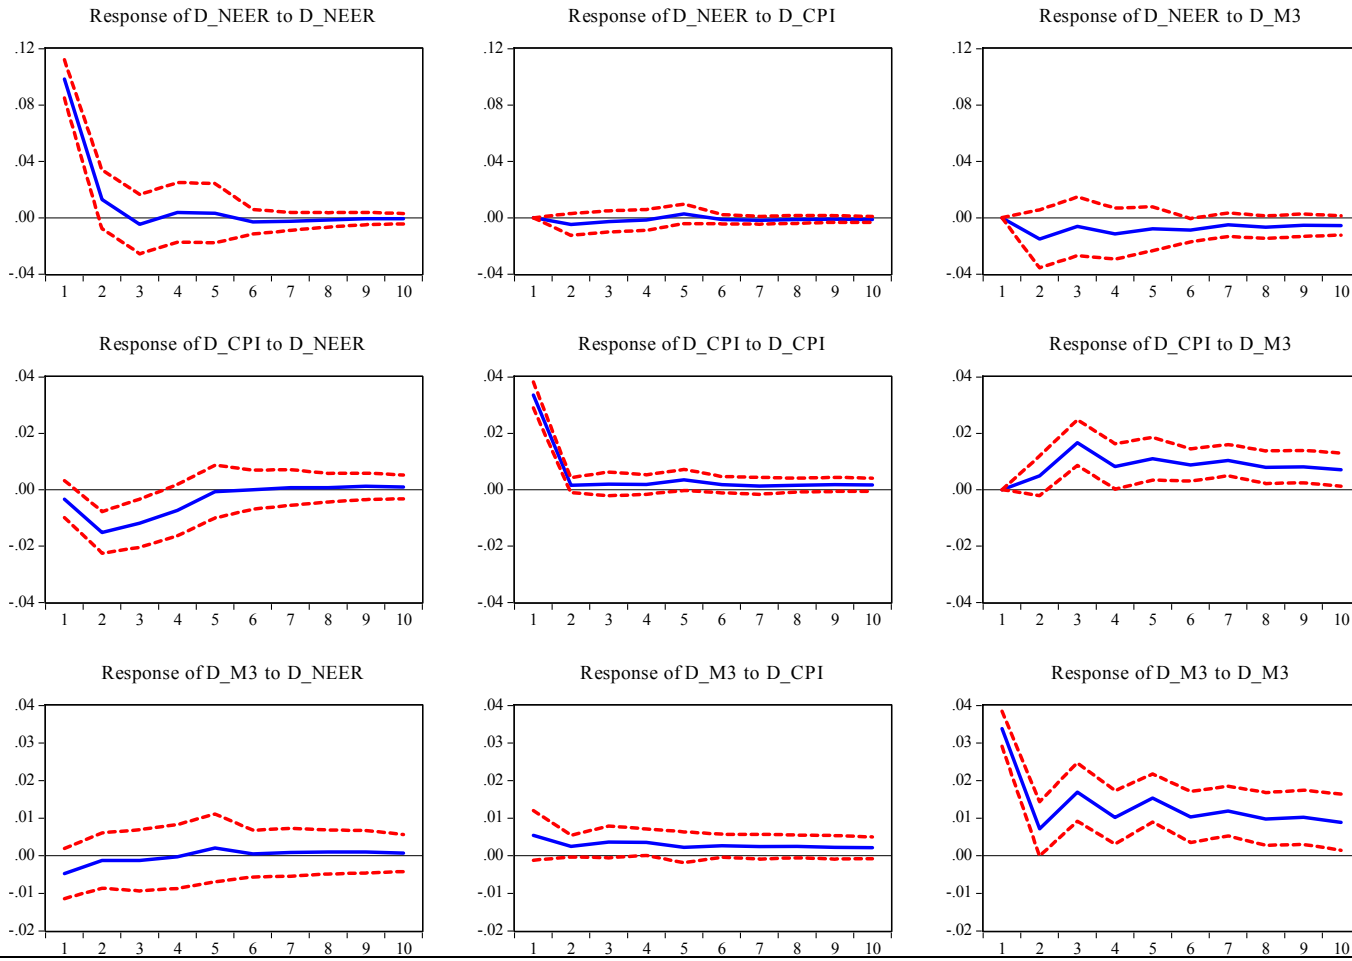 Response of D_NEER to D_NEER
Response of D_NEER to D_CPI
Response of D_NEER to D_M3
.12
.08
.04
.00
-.04
1 2 3 4 5 6 7 8 9 10
.12
.08
.04
.00
-.04
1 2 3 4 5 6 7 8 9 10
.12
.08
.04
.00
-.04
1 2 3 4 5 6 7 8 9 10
Response of D_CPI to D_NEER
Response of D_CPI to D_CPI
Response of D_CPI to D_M3
.04
.02
.00
-.02
-.04
1 2 3 4 5 6 7 8 9 10
.04
.02
.00
-.02
-.04
1 2 3 4 5 6 7 8 9 10
.04
.02
.00
-.02
-.04
1 2 3 4 5 6 7 8 9 10
Response of D_M3 to D_NEER
Response of D_M3 to D_CPI
Response of D_M3 to D_M3
.04
.03
.02
.01
.00
-.01
-.02
1 2 3 4 5 6 7 8 9 10
.04
.03
.02
.01
.00
-.01
-.02
1 2 3 4 5 6 7 8 9 10
.04
.03
.02
.01
.00
-.01
-.02
1 2 3 4 5 6 7 8 9 10